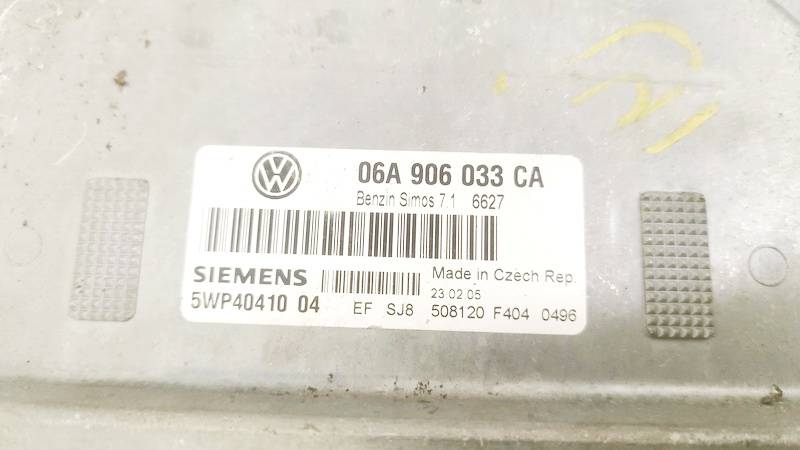 06A 906 033 CA
Benzin Simos 7.1 6627
SIEMENS Made in Czech Rep.
23.02.05
5WP40410 04 EF SJ8 508120 F404 0496